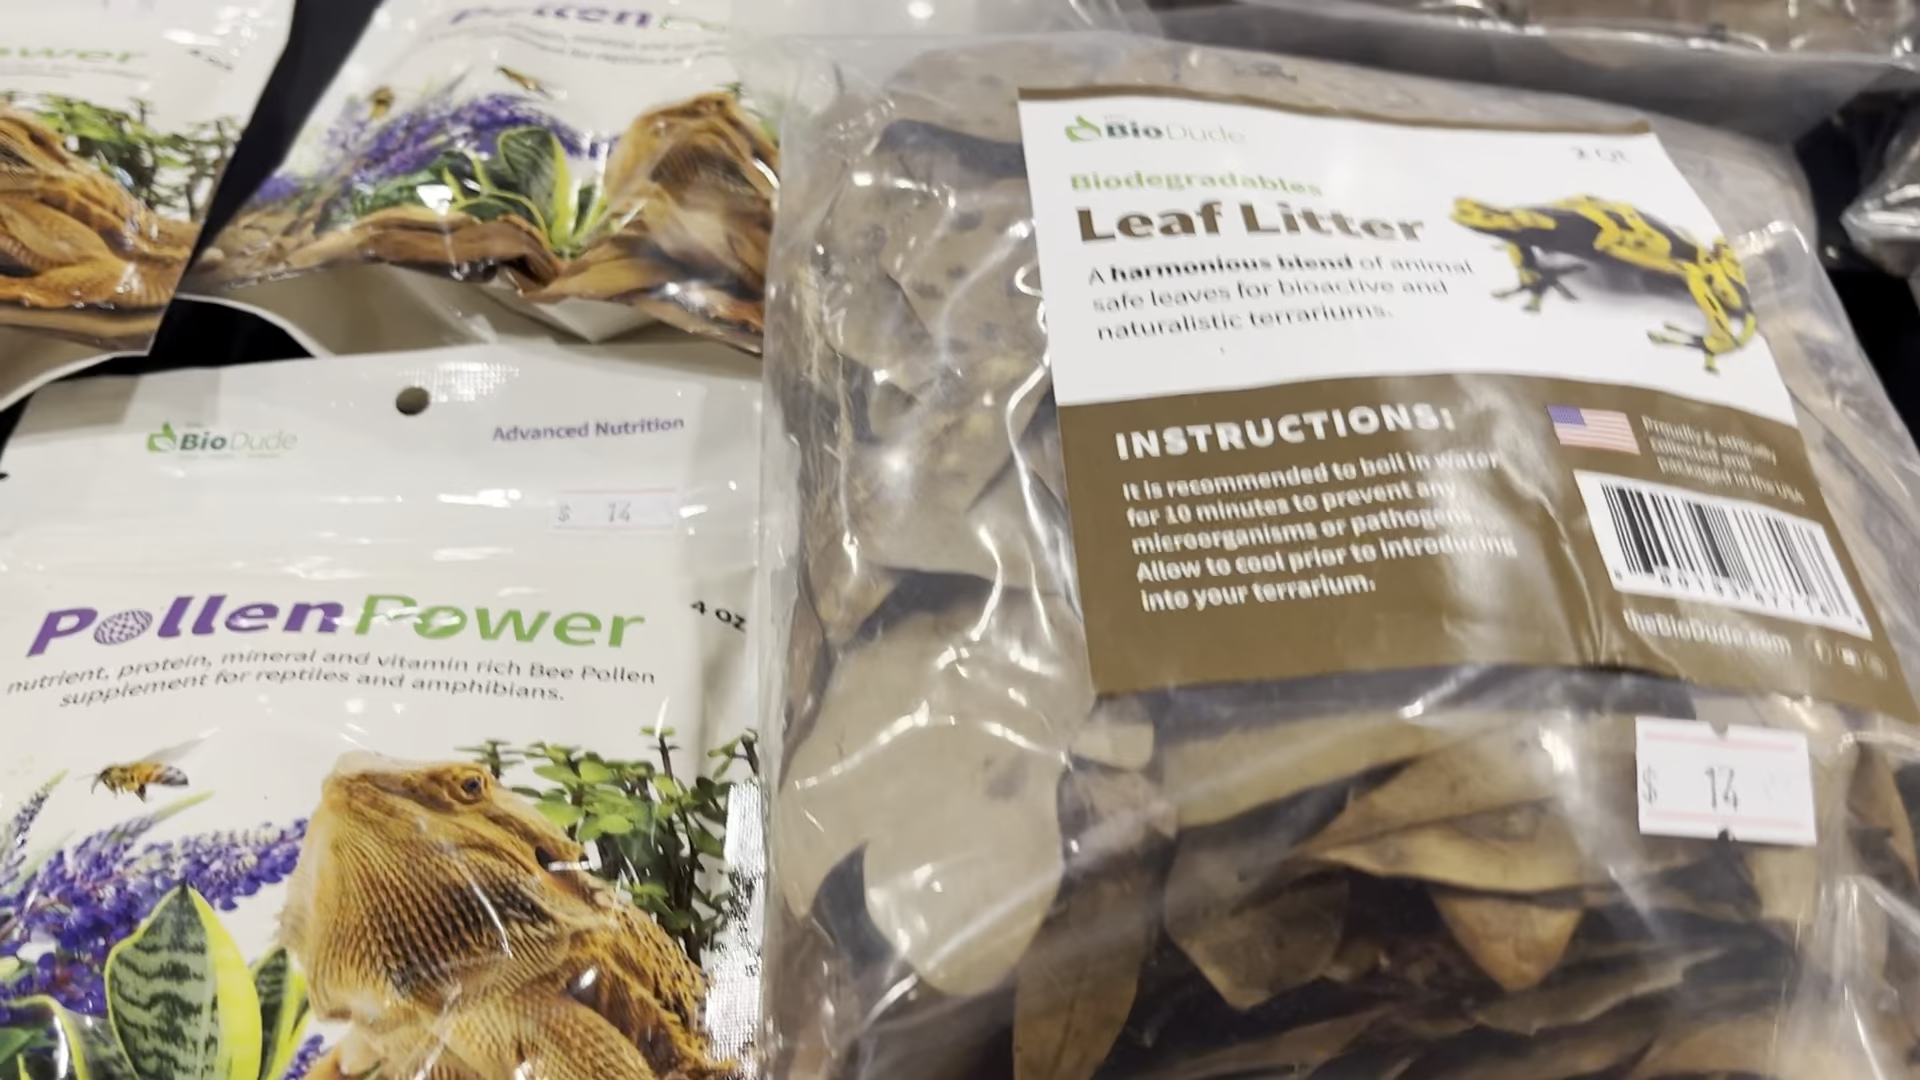 Power
PollenPower
BioDude
Advanced Nutrition
$ 14
PollenPower
4 OZ
nutrient, protein, mineral and vitamin rich Bee Pollen
supplement for reptiles and amphibians.
BioDude
2 QT
Biodegradables
Leaf Litter
A harmonious blend of animal
safe leaves for bioactive and
naturalistic terrariums.
INSTRUCTIONS:
It is recommended to boil in water
for 10 minutes to prevent any
microorganisms or pathogens.
Allow to cool prior to introducing
into your terrarium.
Proudly & ethically
collected and
packaged in the USA
theBioDude.com
$ 14